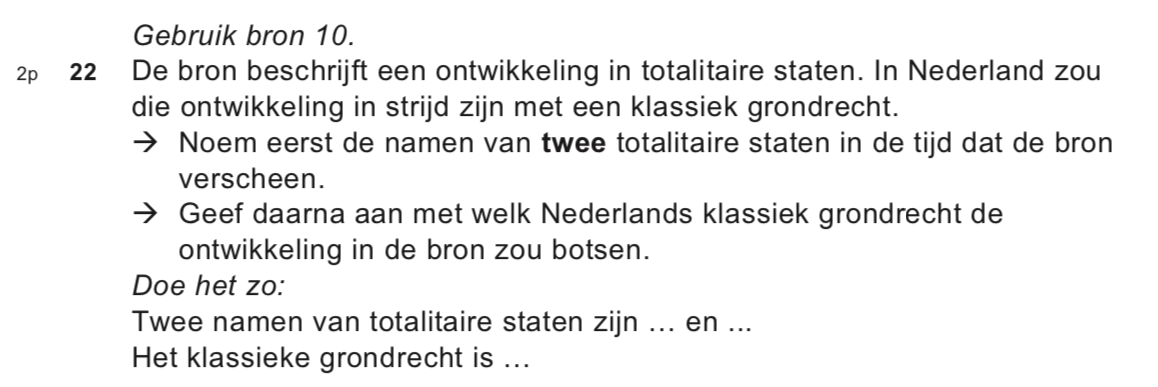 Gebruik bron 10.
2p 22 De bron beschrijft een ontwikkeling in totalitaire staten. In Nederland zou
die ontwikkeling in strijd zijn met een klassiek grondrecht.
→ Noem eerst de namen van twee totalitaire staten in de tijd dat de bron
verscheen.
→ Geef daarna aan met welk Nederlands klassiek grondrecht de
ontwikkeling in de bron zou botsen.
Doe het zo:
Twee namen van totalitaire staten zijn … en ...
Het klassieke grondrecht is …